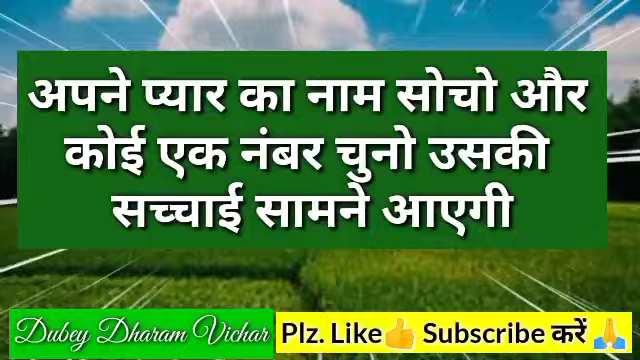 अपने प्यार का नाम सोचो और
कोई एक नंबर चुनो उसकी
सच्चाई सामने आएगी
Dubey Dharam Vichar Plz. Like👍 Subscribe करें🙏